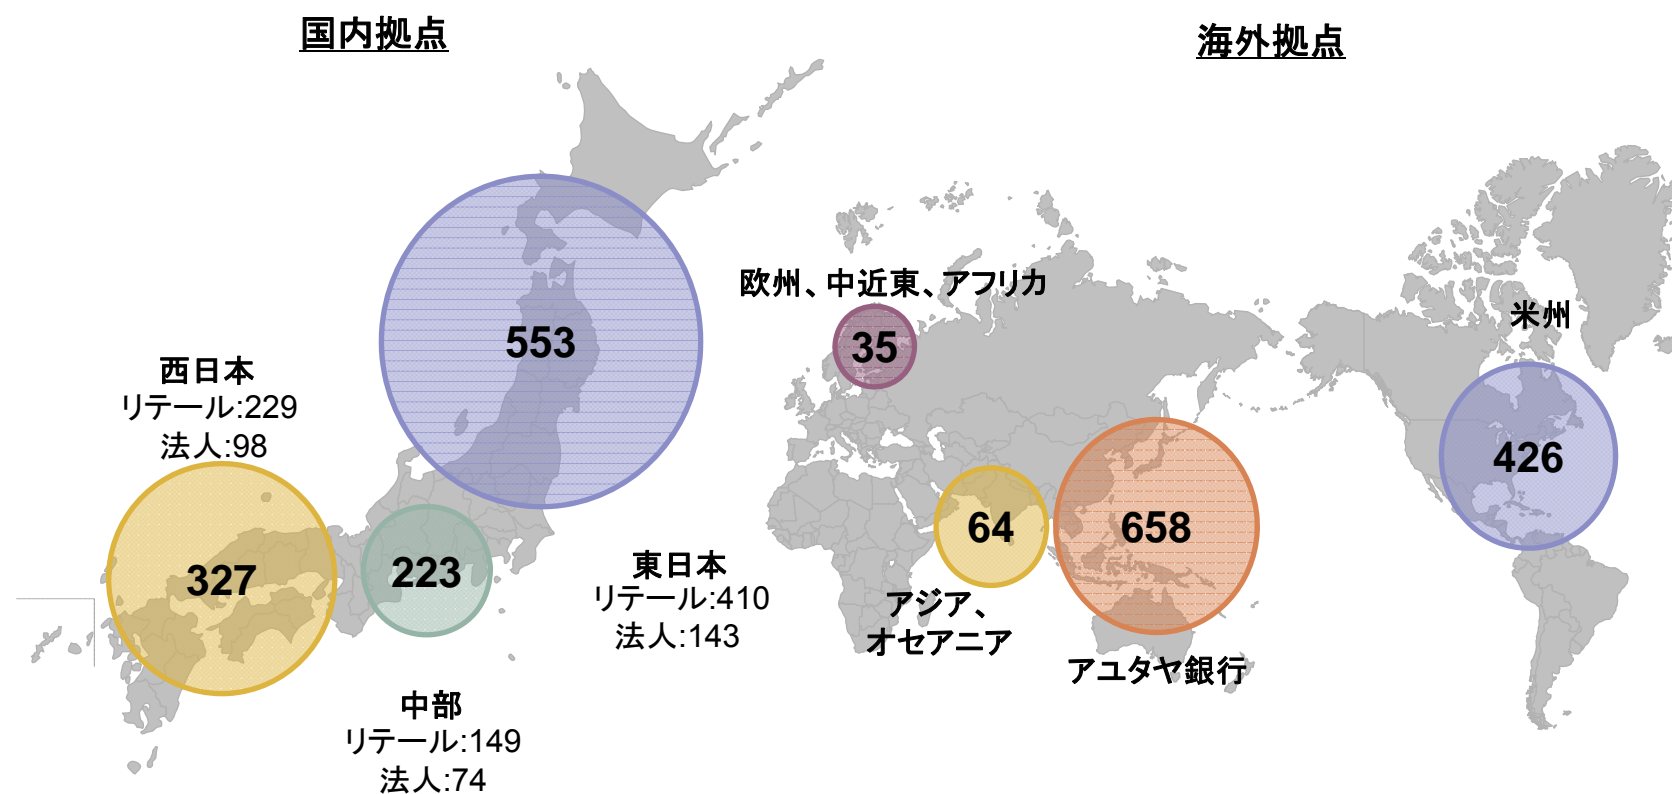 国内拠点
553
西日本
リテール:229
法人:98
327
223
東日本
リテール:410
法人:143
中部
リテール:149
法人:74
海外拠点
欧州、中近東、アフリカ
35
米州
426
64
アジア、
オセアニア
658
アユタヤ銀行